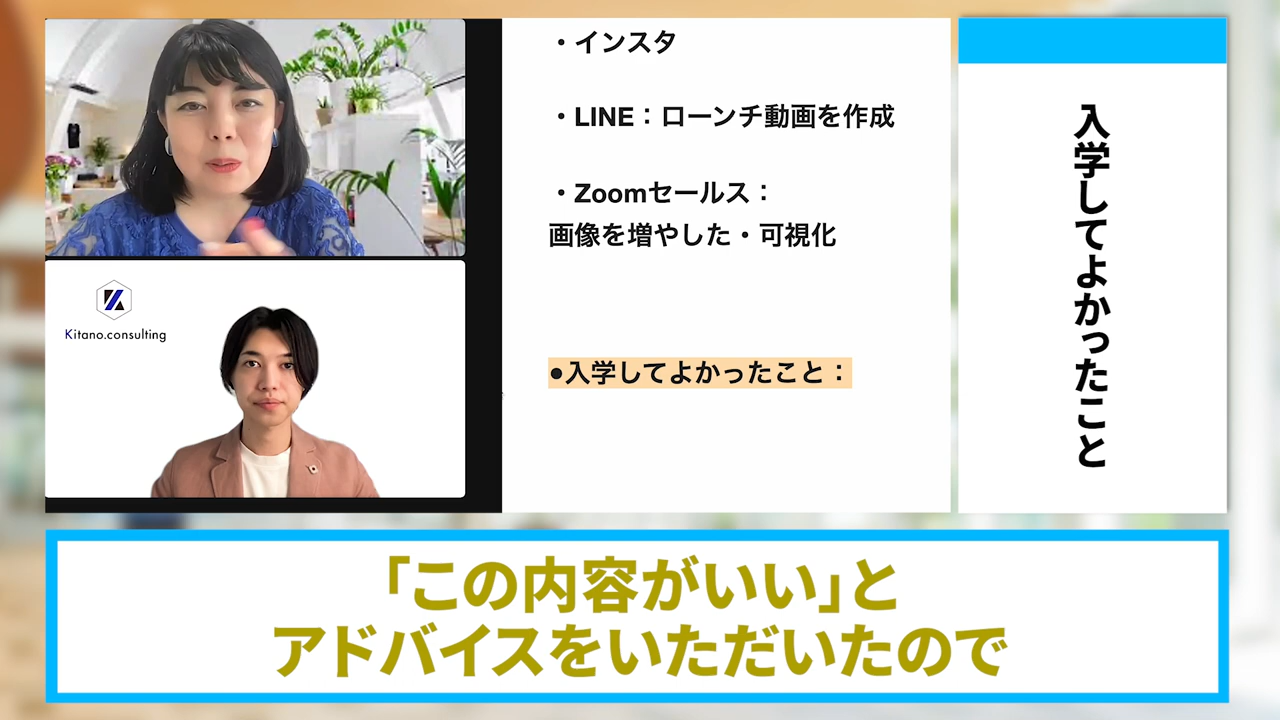 ・インスタ
・LINE：ローンチ動画を作成
・Zoomセールス：
画像を増やした・可視化
●入学してよかったこと：
Kitano.consulting
入学してよかったこと
「この内容がいい」と
アドバイスをいただいたので